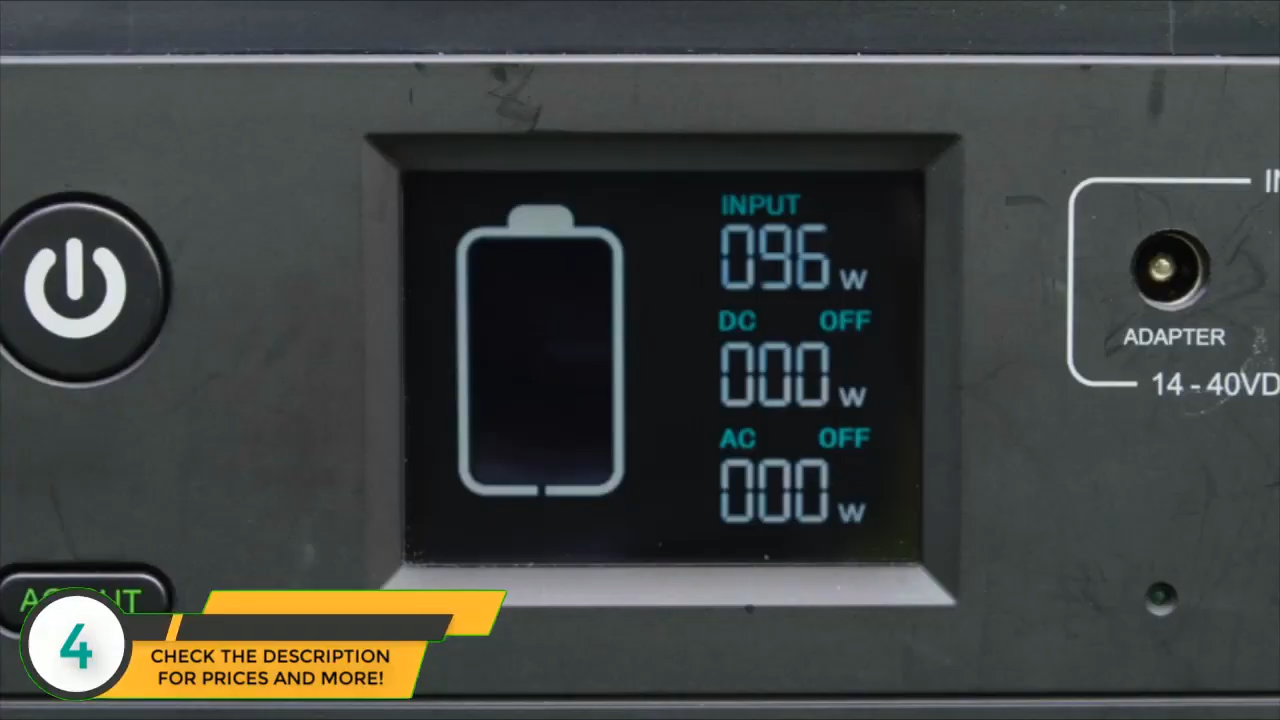 INPUT
096 W
DC OFF
000 W
AC OFF
000 W
ADAPTER
14 - 40VD
4
CHECK THE DESCRIPTION
FOR PRICES AND MORE!